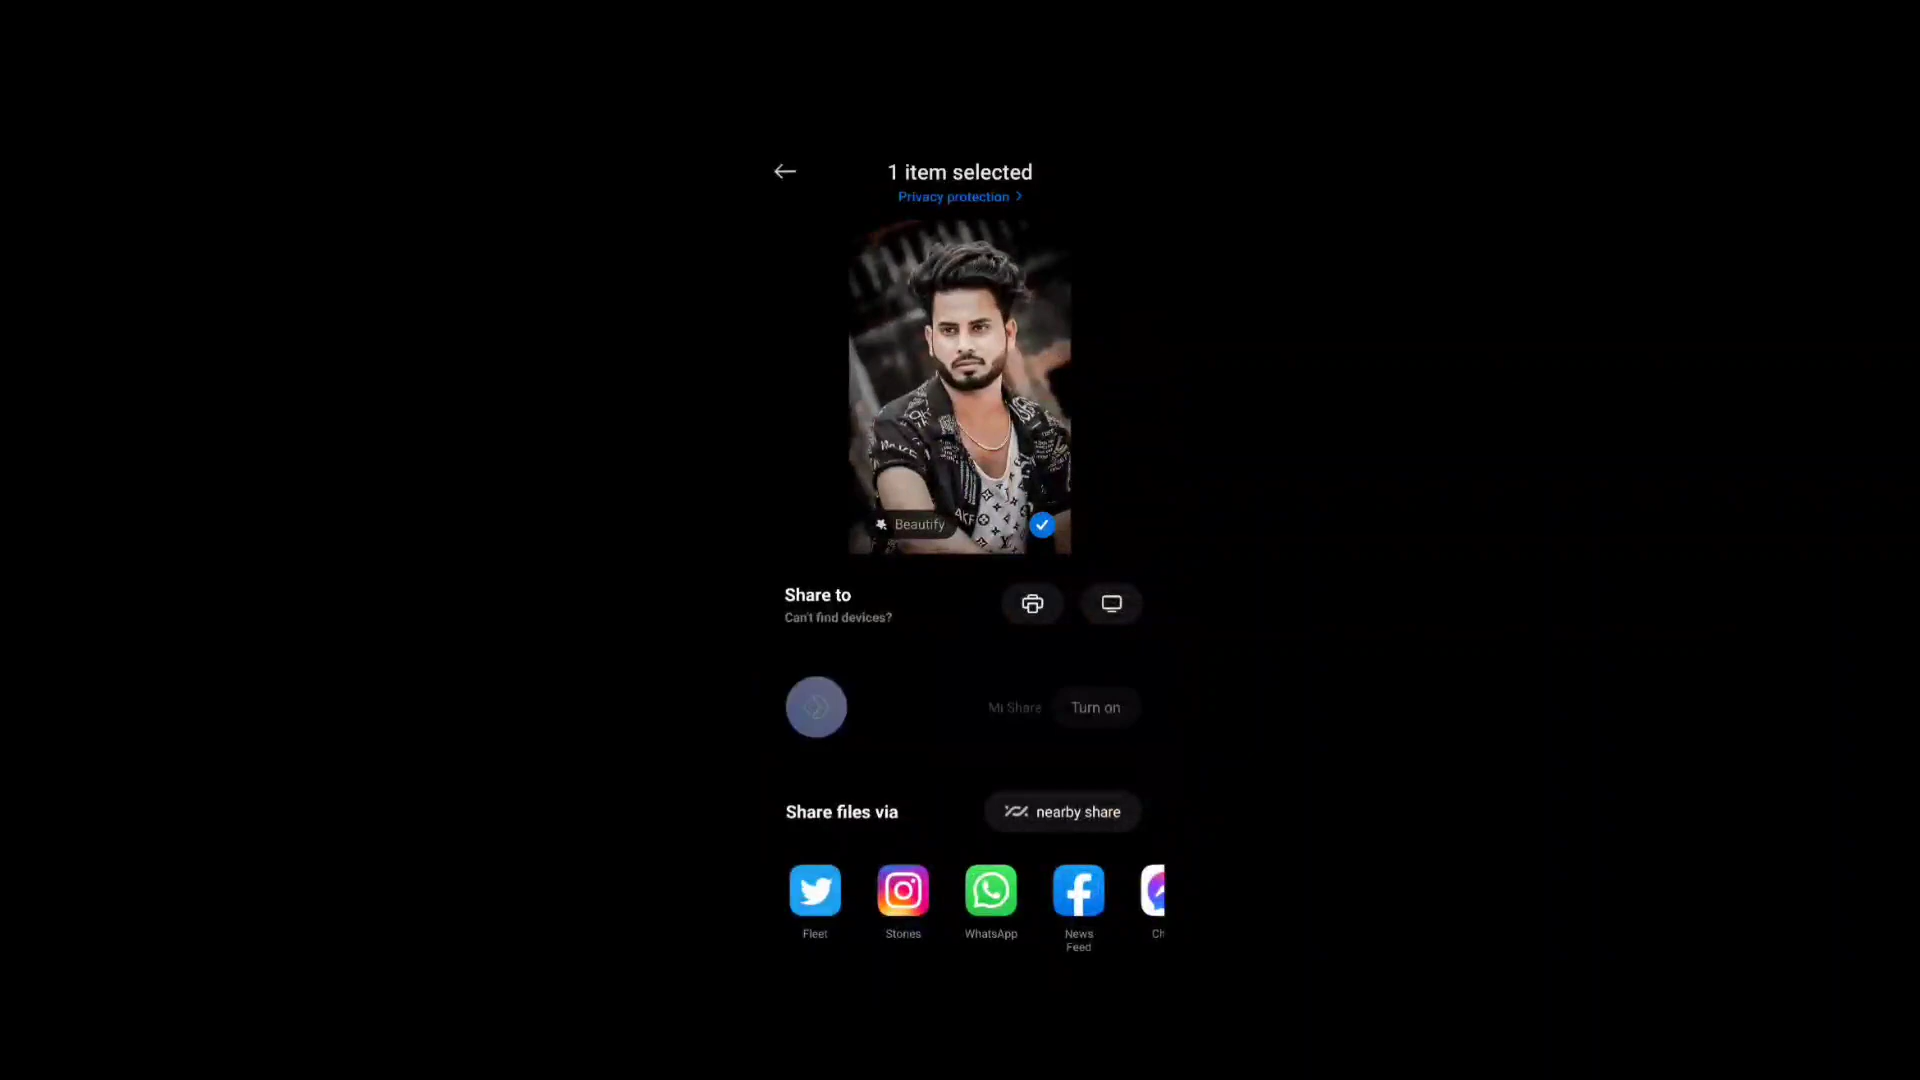 1 item selected
Privacy protection >
Beautify
Share to
Can't find devices?
Mi Share
Turn on
Share files via
nearby share
Fleet
Stories
WhatsApp
News
Feed
Ch